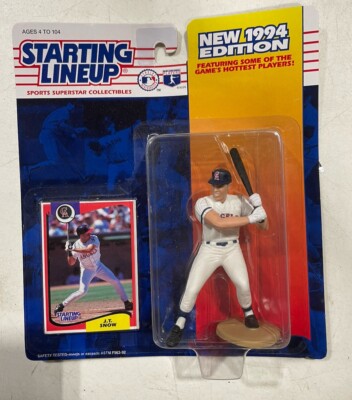 AGES 4 TO 104
STARTING
LINEUP
SPORTS SUPERSTAR COLLECTIBLES
NEW 1994
EDITION
FEATURING SOME OF THE
GAME'S HOTTEST PLAYERS!
STARTING
LINEUP
J.T.
SNOW